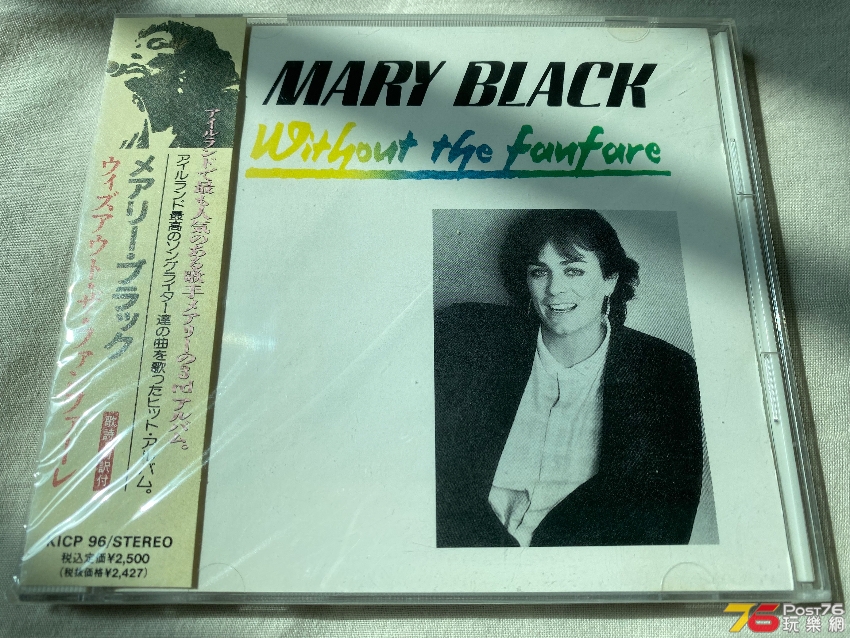 MARY BLACK
Without the fanfare
アイルランドで最も人気のある歌手メアリーの3rdアルバム。
アイルランド最高のソングライター達の曲を歌ったヒット・アルバム。
メアリー・ブラック
ウィズアウト・ザ・ファンファーレ
歌詩 訳付
KICP 96/STEREO
税込定価¥2,500
(税抜価格¥2,427)
76 Post76
玩樂網